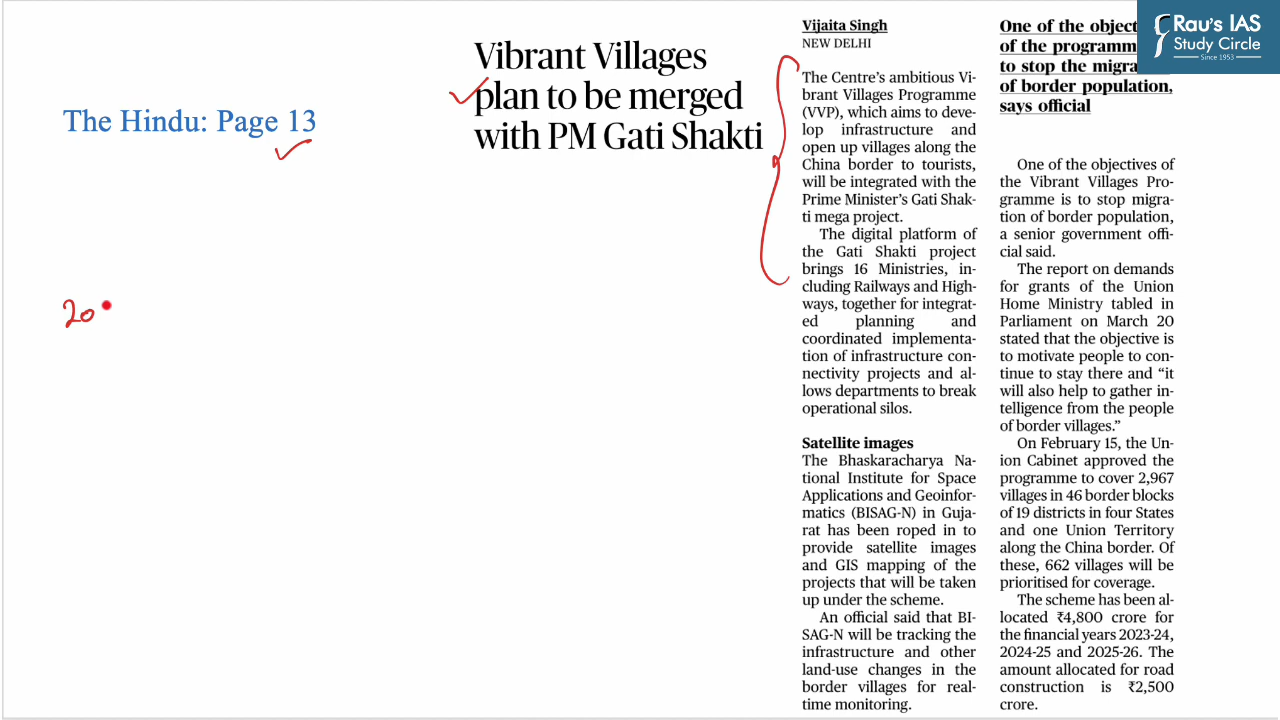 The Hindu: Page 13
20
Vibrant Villages
plan to be merged
with PM Gati Shakti
Vijaita Singh
NEW DELHI
The Centre's ambitious Vi-
brant Villages Programme
(VVP), which aims to deve-
lop infrastructure and
open up villages along the
China border to tourists,
will be integrated with the
Prime Minister's Gati Shak-
ti mega project.
The digital platform of
the Gati Shakti project
brings 16 Ministries, in-
cluding Railways and High-
ways, together for integrat-
ed planning and
coordinated implementa-
tion of infrastructure con-
nectivity projects and al-
lows departments to break
operational silos.
Satellite images
The Bhaskaracharya Na-
tional Institute for Space
Applications and Geoinfor-
matics (BISAG-N) in Guja-
rat has been roped in to
provide satellite images
and GIS mapping of the
projects that will be taken
up under the scheme.
An official said that BI-
SAG-N will be tracking the
infrastructure and other
land-use changes in the
border villages for real-
time monitoring.
One of the object
of the programm
to stop the migra
of border population,
says official
One of the objectives of
the Vibrant Villages Pro-
gramme is to stop migra-
tion of border population,
a senior government offi-
cial said.
The report on demands
for grants of the Union
Home Ministry tabled in
Parliament on March 20
stated that the objective is
to motivate people to con-
tinue to stay there and “it
will also help to gather in-
telligence from the people
of border villages.”
On February 15, the Un-
ion Cabinet approved the
programme to cover 2,967
villages in 46 border blocks
of 19 districts in four States
and one Union Territory
along the China border. Of
these, 662 villages will be
prioritised for coverage.
The scheme has been al-
located ₹4,800 crore for
the financial years 2023-24,
2024-25 and 2025-26. The
amount allocated for road
construction is ₹2,500
crore.
Rau's IAS
Study Circle
Since 1953